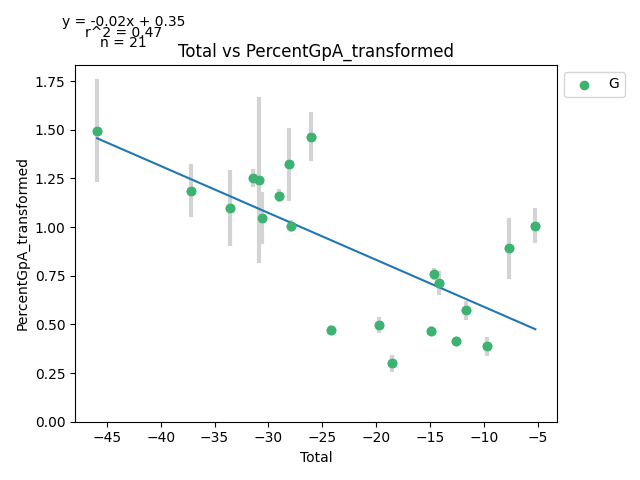 y = -0.02x + 0.35
r^2 = 0.47
n = 21
Total vs PercentGpA_transformed
G
PercentGpA_transformed
1.75
1.50
1.25
1.00
0.75
0.50
0.25
0.00
−45 −40 −35 −30 −25 −20 −15 −10 −5
Total